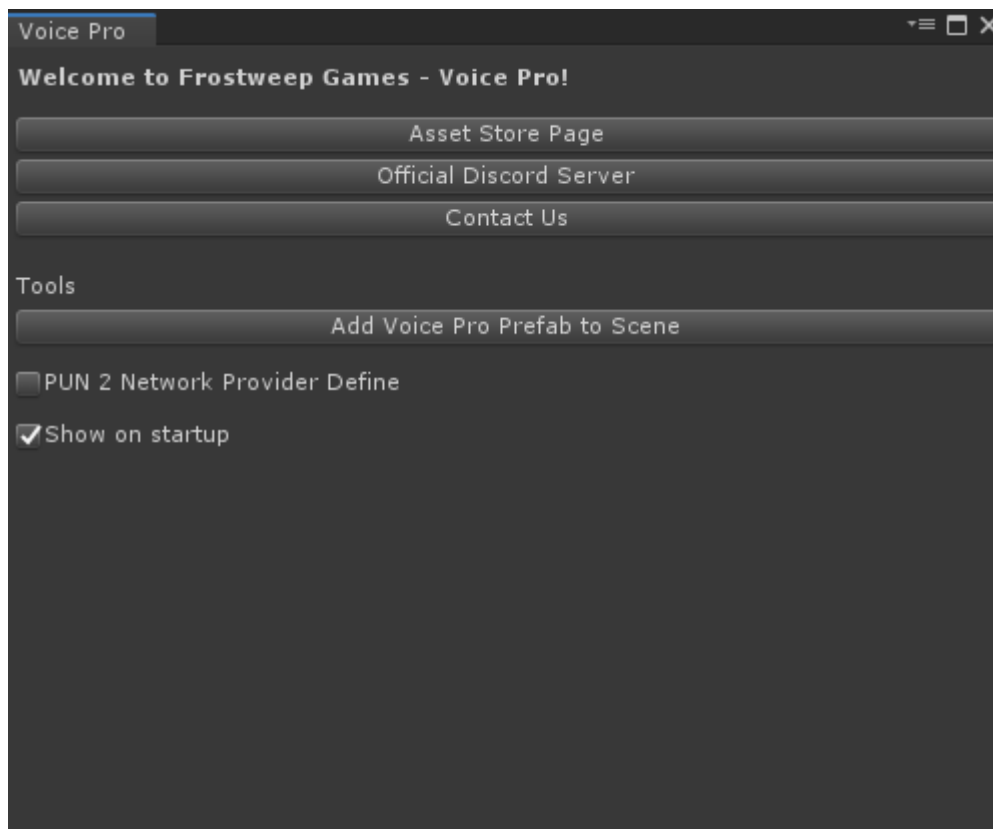 Voice Pro
Welcome to Frostweep Games - Voice Pro!
Asset Store Page
Official Discord Server
Contact Us
Tools
Add Voice Pro Prefab to Scene
PUN 2 Network Provider Define
Show on startup